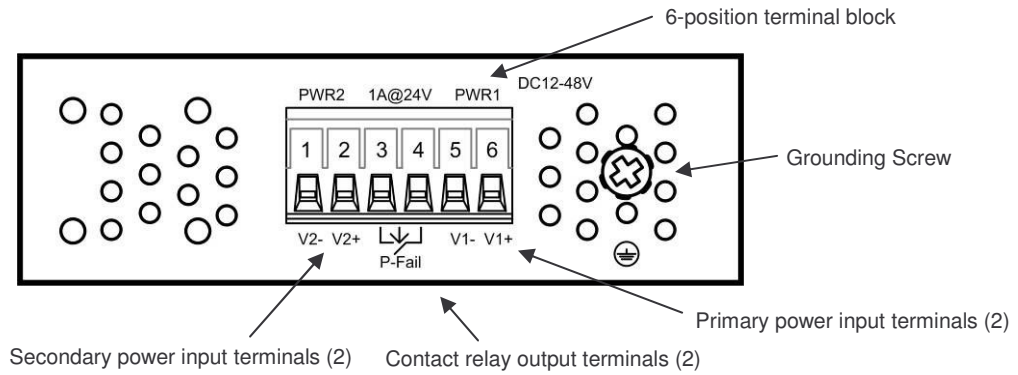 6-position terminal block
DC12-48V
PWR2 1A@24V PWR1
1 2 3 4 5 6
Grounding Screw
V2- V2+ V1- V1+
P-Fail
Primary power input terminals (2)
Secondary power input terminals (2)
Contact relay output terminals (2)